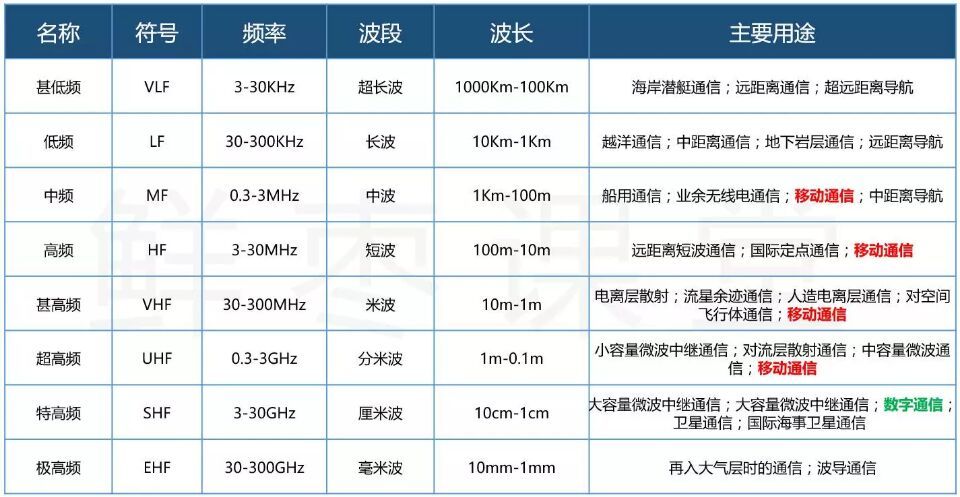 名称 符号 频率 波段 波长 主要用途
甚低频 VLF 3-30KHz 超长波 1000Km-100Km 海岸潜艇通信；远距离通信；超远距离导航
低频 LF 30-300KHz 长波 10Km-1Km 越洋通信；中距离通信；地下岩层通信；远距离导航
中频 MF 0.3-3MHz 中波 1Km-100m 船用通信；业余无线电通信；移动通信；中距离导航
高频 HF 3-30MHz 短波 100m-10m 远距离短波通信；国际定点通信；移动通信
甚高频 VHF 30-300MHz 米波 10m-1m 电离层散射；流星余迹通信；人造电离层通信；对空间
飞行体通信；移动通信
超高频 UHF 0.3-3GHz 分米波 1m-0.1m 小容量微波中继通信；对流层散射通信；中容量微波通
信；移动通信
特高频 SHF 3-30GHz 厘米波 10cm-1cm 大容量微波中继通信；大容量微波中继通信；数字通信；
卫星通信；国际海事卫星通信
极高频 EHF 30-300GHz 毫米波 10mm-1mm 再入大气层时的通信；波导通信
鲜枣课堂